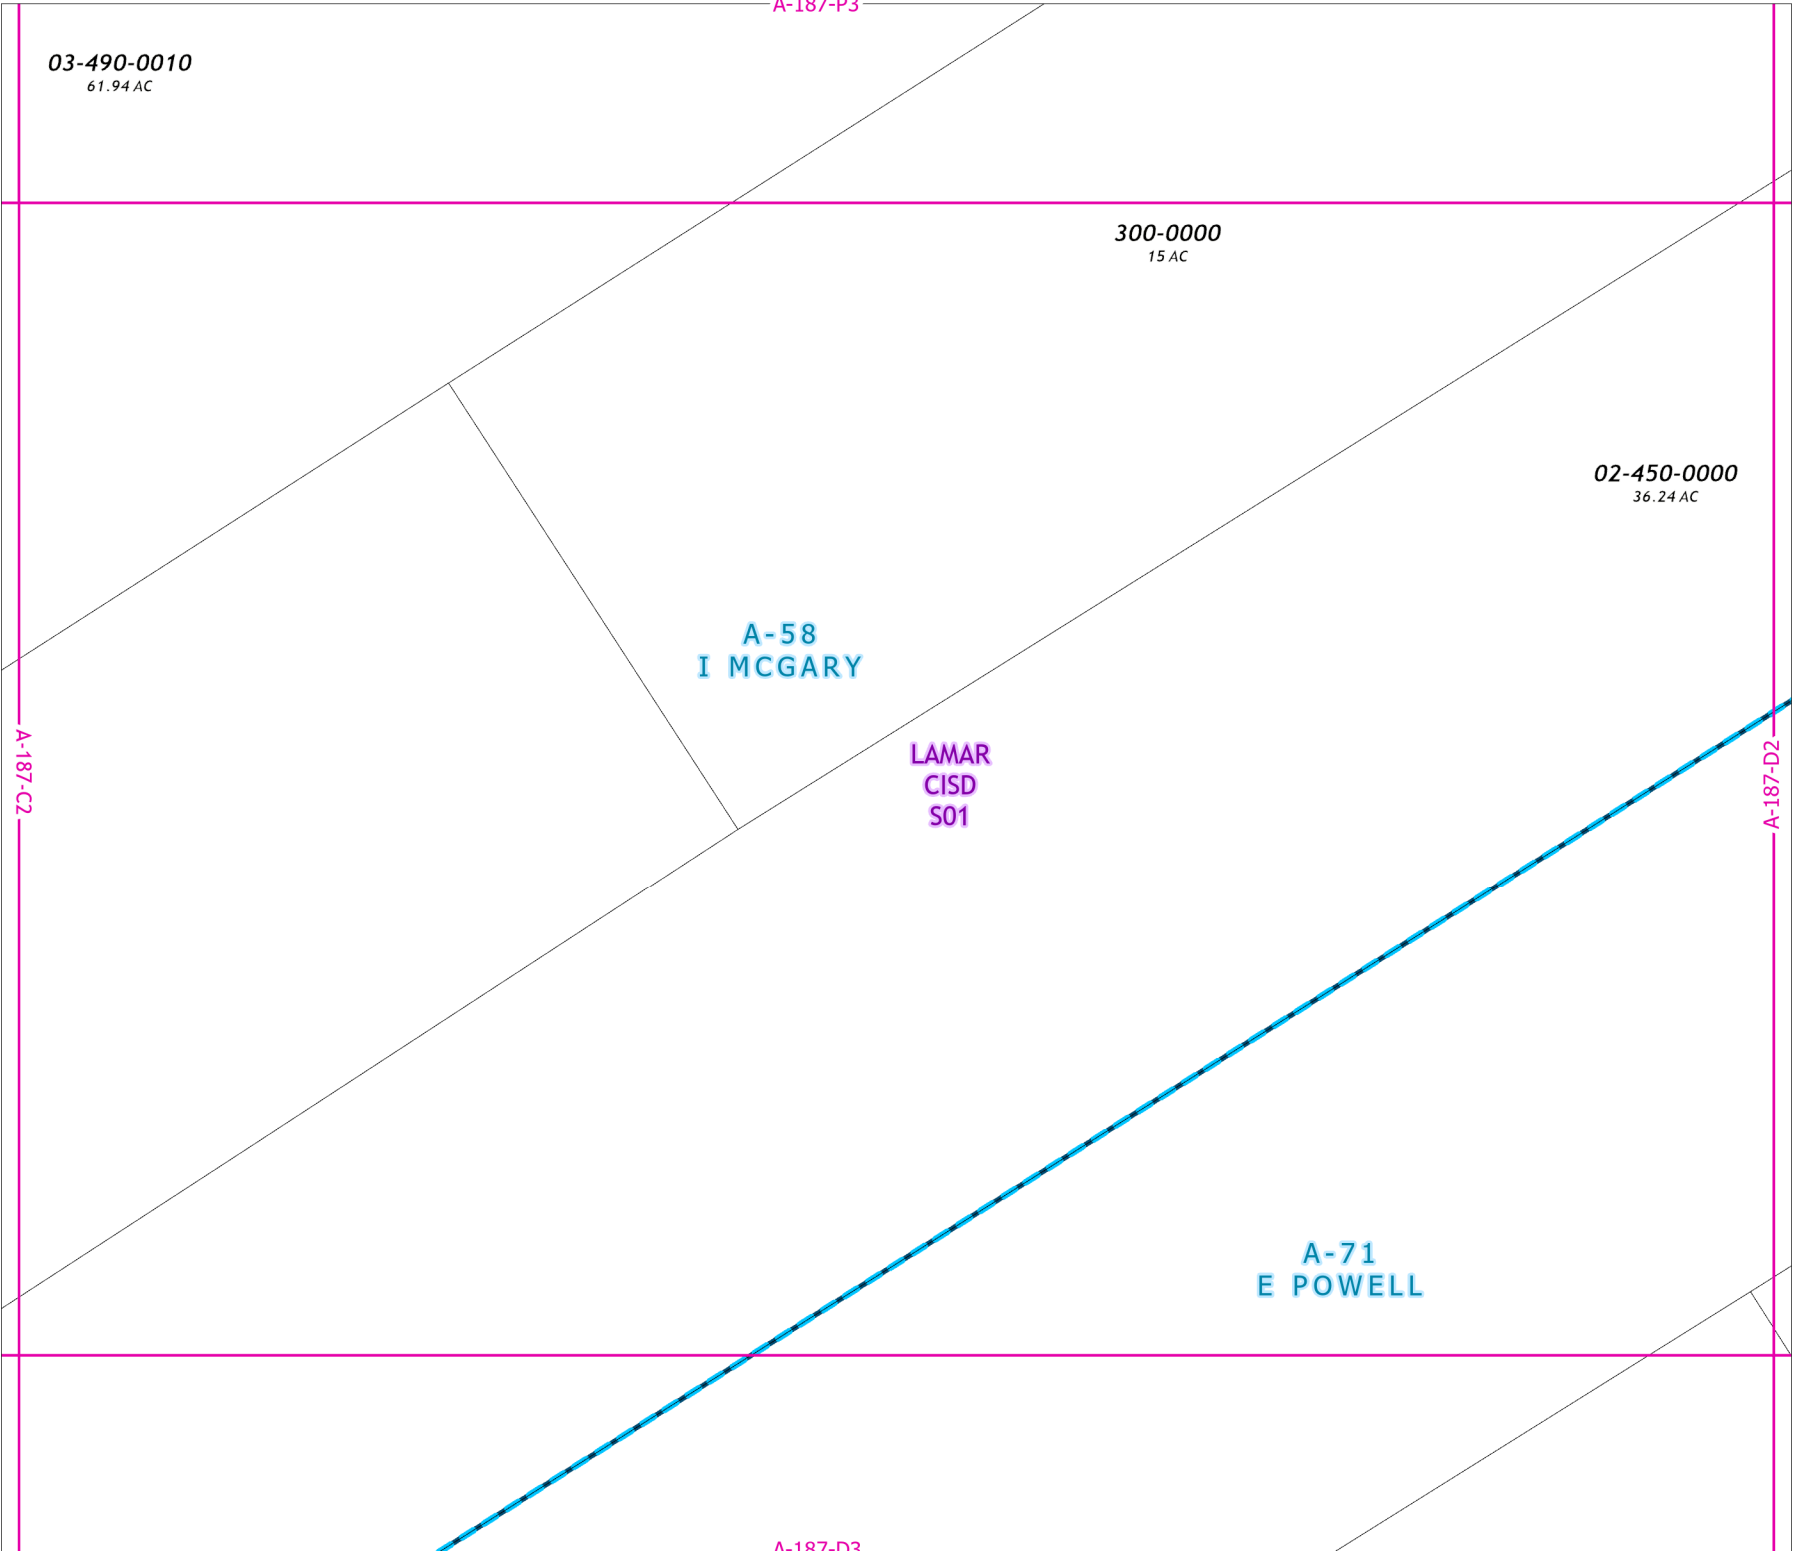 A-187-P3
03-490-0010
61.94 AC
300-0000
15 AC
02-450-0000
36.24 AC
A-58
I MCGARY
LAMAR
CISD
S01
A-187-C2
A-187-D2
A-71
E POWELL
A-187-D3